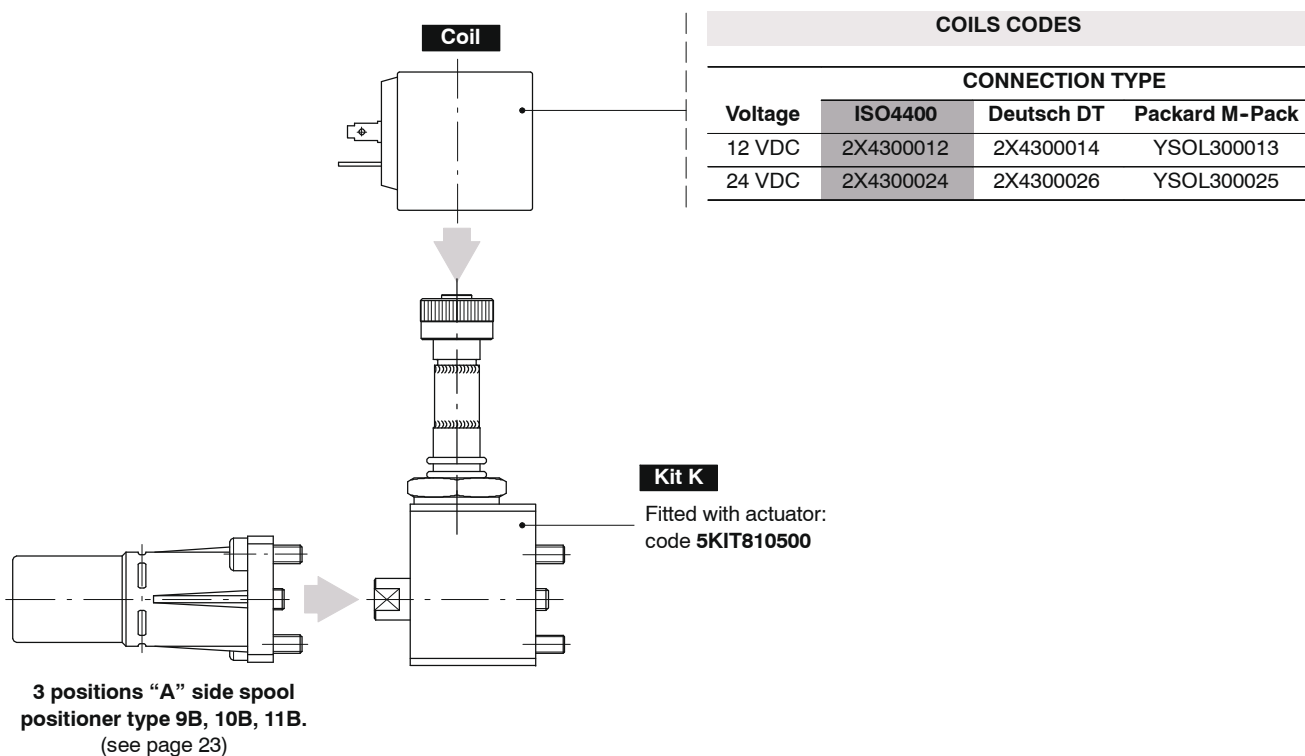 Coil
COILS CODES
CONNECTION TYPE
Voltage ISO4400 Deutsch DT Packard M-Pack
12 VDC 2X4300012 2X4300014 YSOL300013
24 VDC 2X4300024 2X4300026 YSOL300025
Kit K
Fitted with actuator:
code 5KIT810500
3 positions “A” side spool
positioner type 9B, 10B, 11B.
(see page 23)